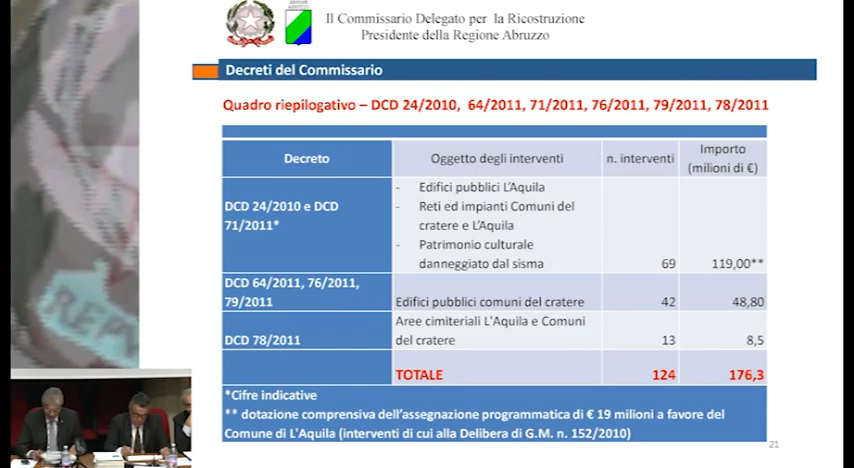 Il Commissario Delegato per la Ricostruzione
Presidente della Regione Abruzzo
Decreti del Commissario
Quadro riepilogativo – DCD 24/2010, 64/2011, 71/2011, 76/2011, 79/2011, 78/2011
Decreto
Oggetto degli interventi
n. interventi
Importo
(milioni di €)
DCD 24/2010 e DCD
71/2011*
- Edifici pubblici L'Aquila
- Reti ed impianti Comuni del
cratere e L'Aquila
- Patrimonio culturale
danneggiato dal sisma
69
119,00**
DCD 64/2011, 76/2011,
79/2011
Edifici pubblici comuni del cratere
42
48,80
DCD 78/2011
Aree cimiteriali L'Aquila e Comuni
del cratere
13
8,5
TOTALE
124
176,3
*Cifre indicative
** dotazione comprensiva dell'assegnazione programmatica di € 19 milioni a favore del
Comune di L'Aquila (interventi di cui alla Delibera di G.M. n. 152/2010)
21